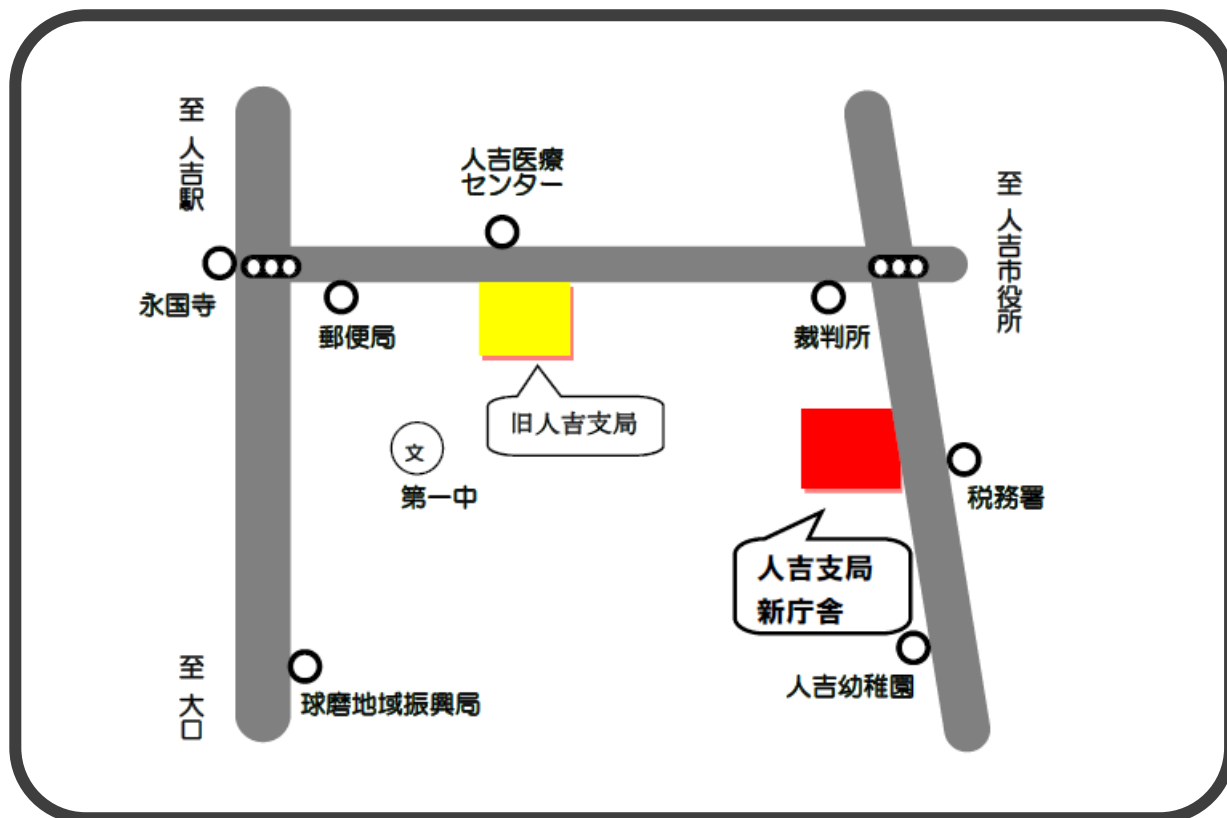 至 人吉駅
人吉医療
センター
至 人吉市役所
永国寺
郵便局
裁判所
旧人吉支局
文
第一中
税務署
人吉支局
新庁舎
至 大口
球磨地域振興局
人吉幼稚園